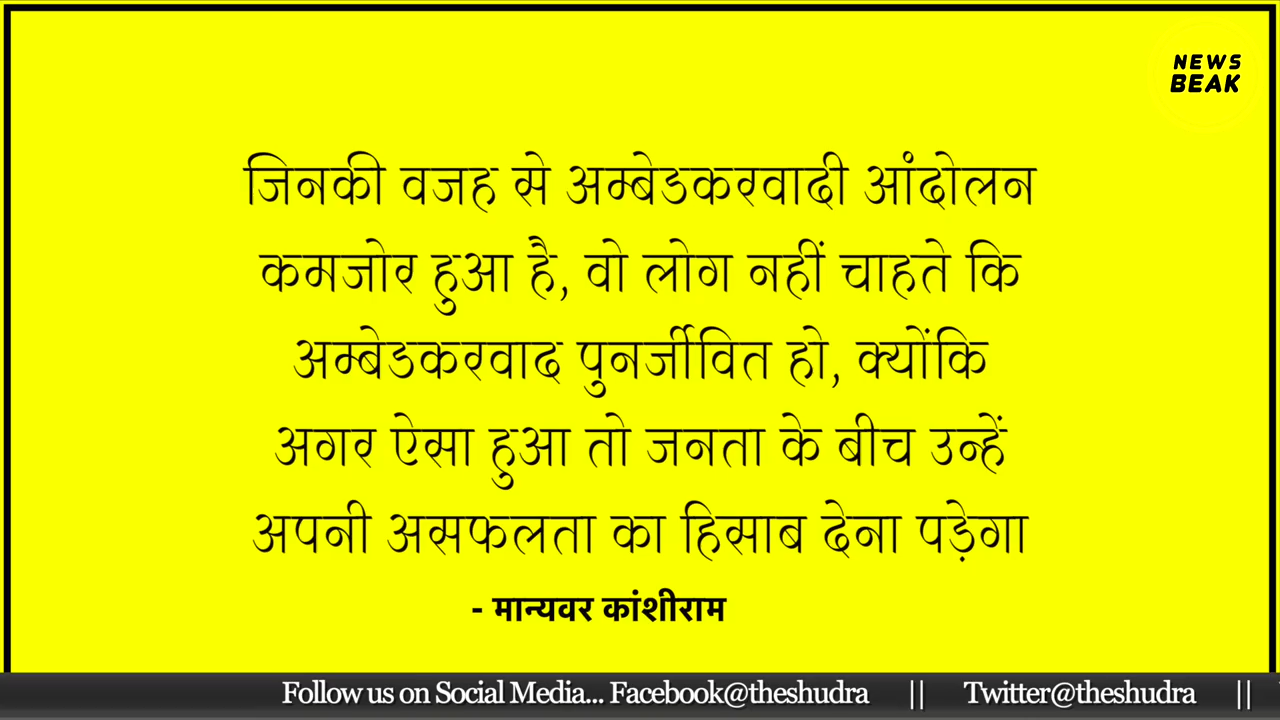 NEWS
BEAK
जिनकी वजह से अम्बेडकरवादी आंदोलन
कमजोर हुआ है, वो लोग नहीं चाहते कि
अम्बेडकरवाद पुनर्जीवित हो, क्योंकि
अगर ऐसा हुआ तो जनता के बीच उन्हें
अपनी असफलता का हिसाब देना पड़ेगा
- मान्यवर कांशीराम
Follow us on Social Media... Facebook@theshudra || Twitter@theshudra ||